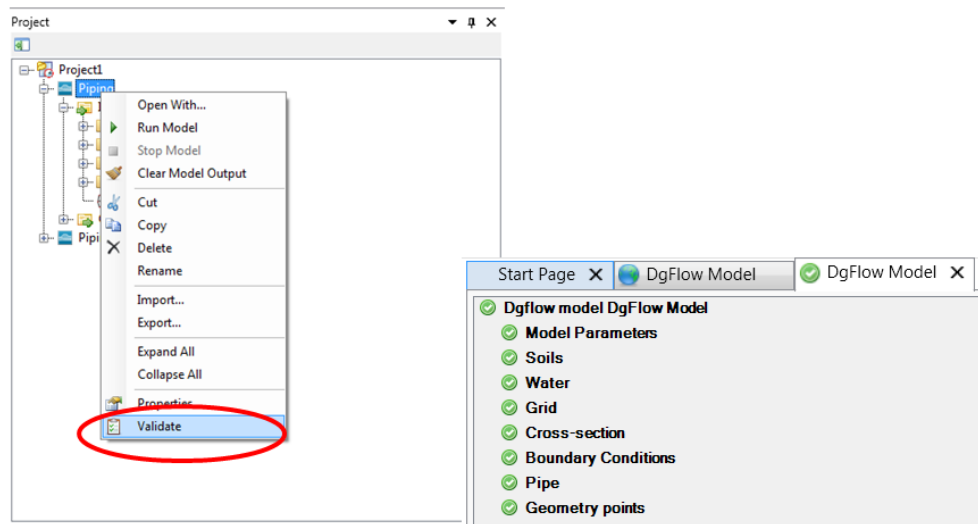 Project
Project1
Piping
Open With...
Run Model
Stop Model
Clear Model Output
Cut
Copy
Delete
Rename
Import...
Export...
Expand All
Collapse All
Properties
Validate
Pipi
Start Page
DgFlow Model
DgFlow Model
Dgflow model DgFlow Model
Model Parameters
Soils
Water
Grid
Cross-section
Boundary Conditions
Pipe
Geometry points